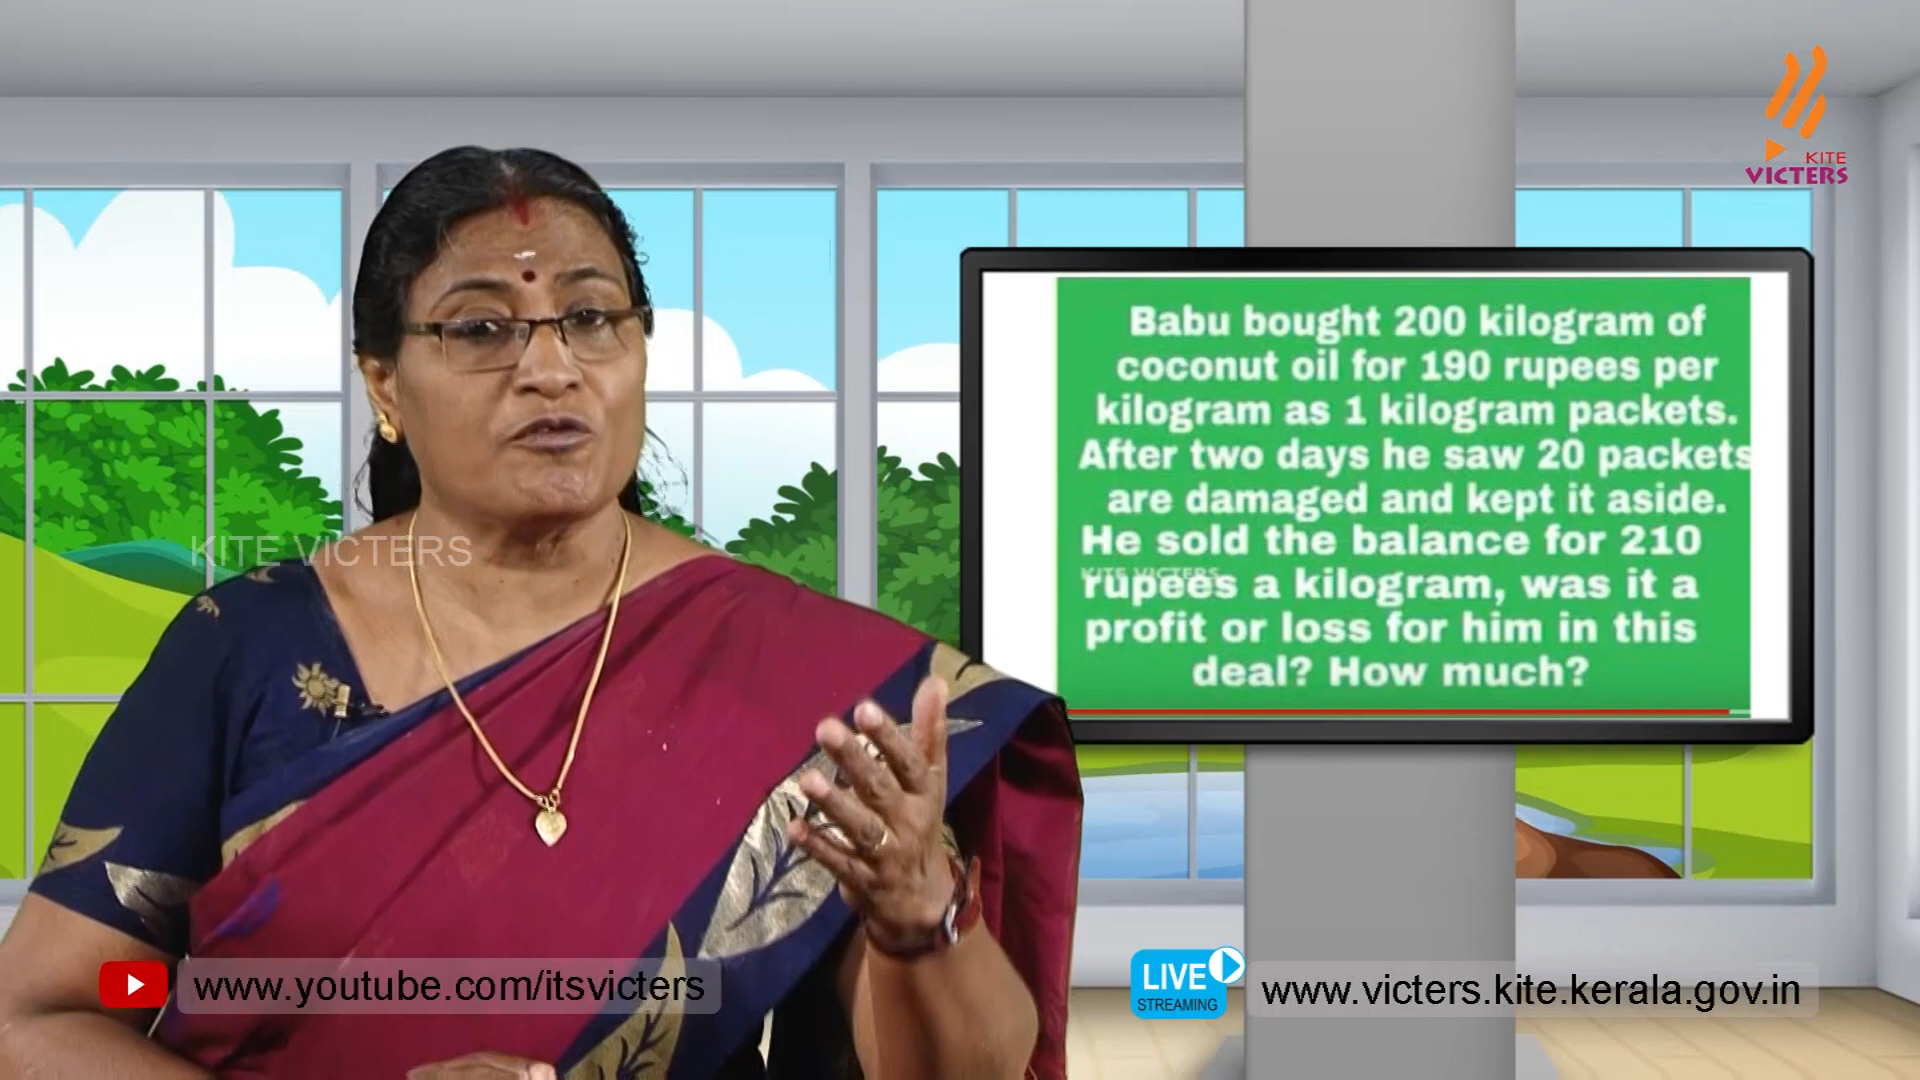 KITE
VICTERS
Babu bought 200 kilogram of
coconut oil for 190 rupees per
kilogram as 1 kilogram packets.
After two days he saw 20 packets
are damaged and kept it aside.
He sold the balance for 210
KITE VICTERS
rupees a kilogram, was it a
profit or loss for him in this
deal? How much?
KITE VICTERS
www.youtube.com/itsvicters
LIVE
STREAMING
www.victers.kite.kerala.gov.in